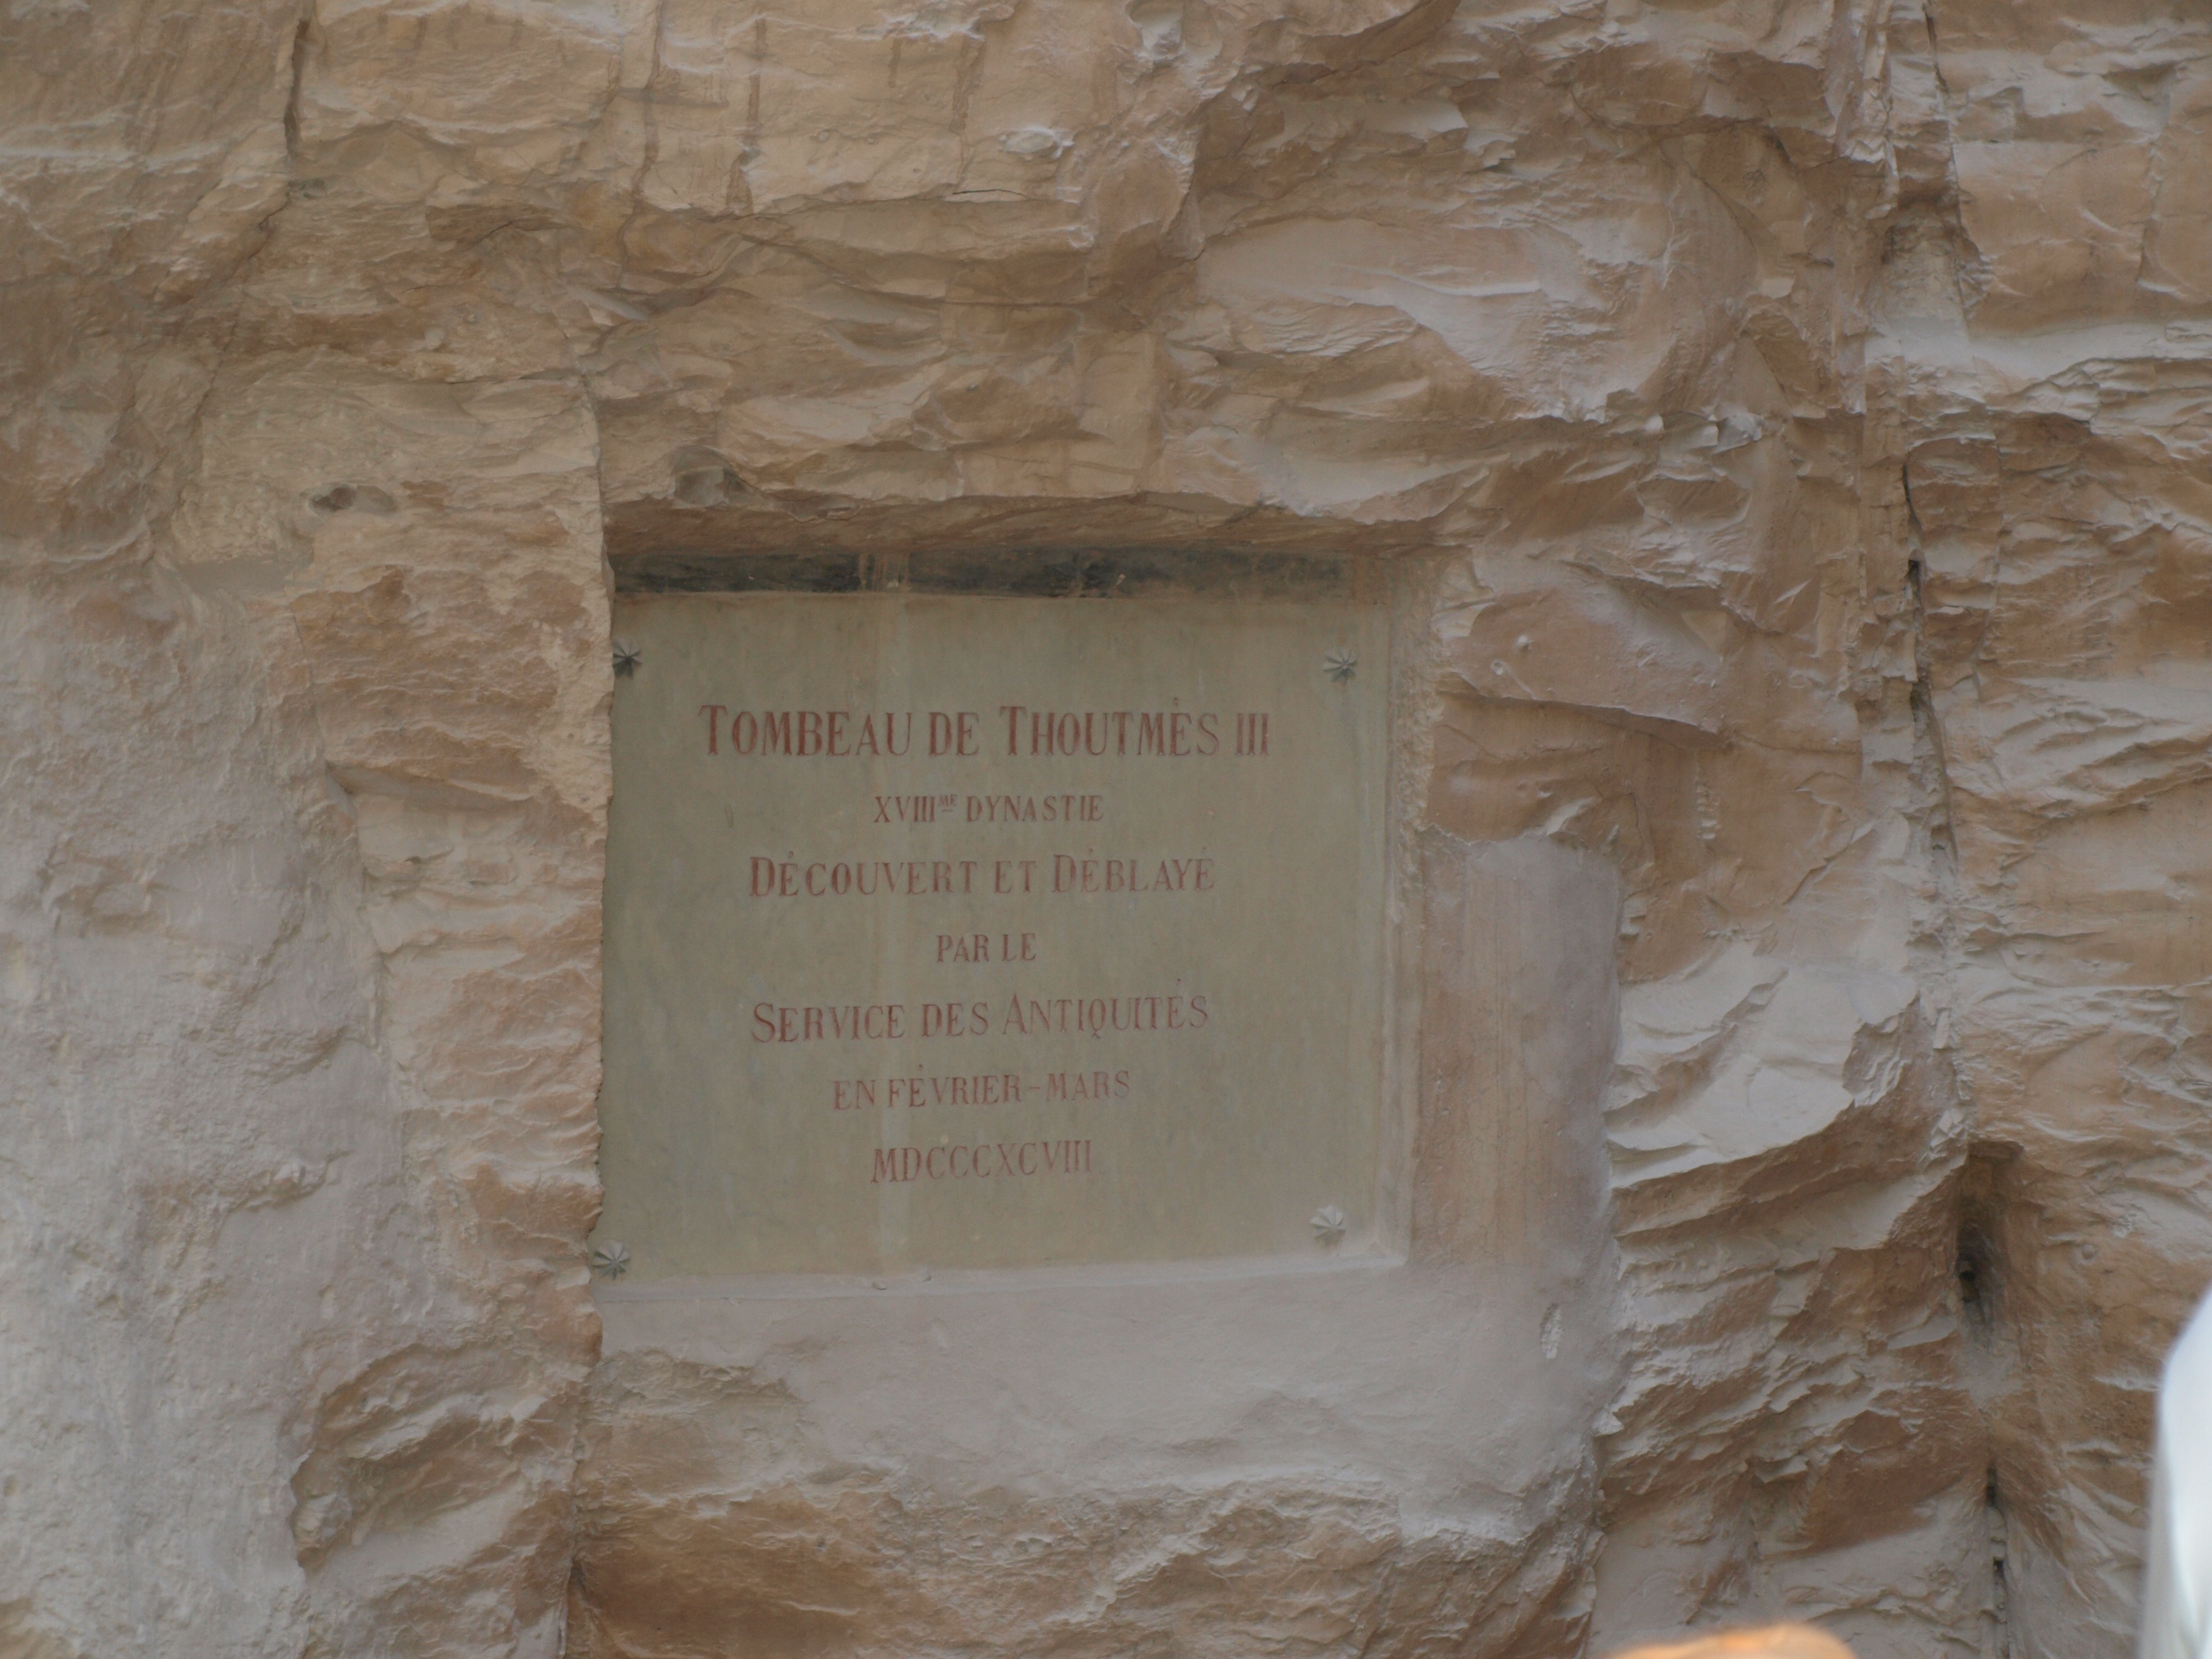 TOMBEAU DE THOUTMÈS III
XVIIIME DYNASTIE
DÉCOUVERT ET DÉBLAYÉ
PAR LE
SERVICE DES ANTIQUITÉS
EN FÉVRIER-MARS
MDCCCXCVIII